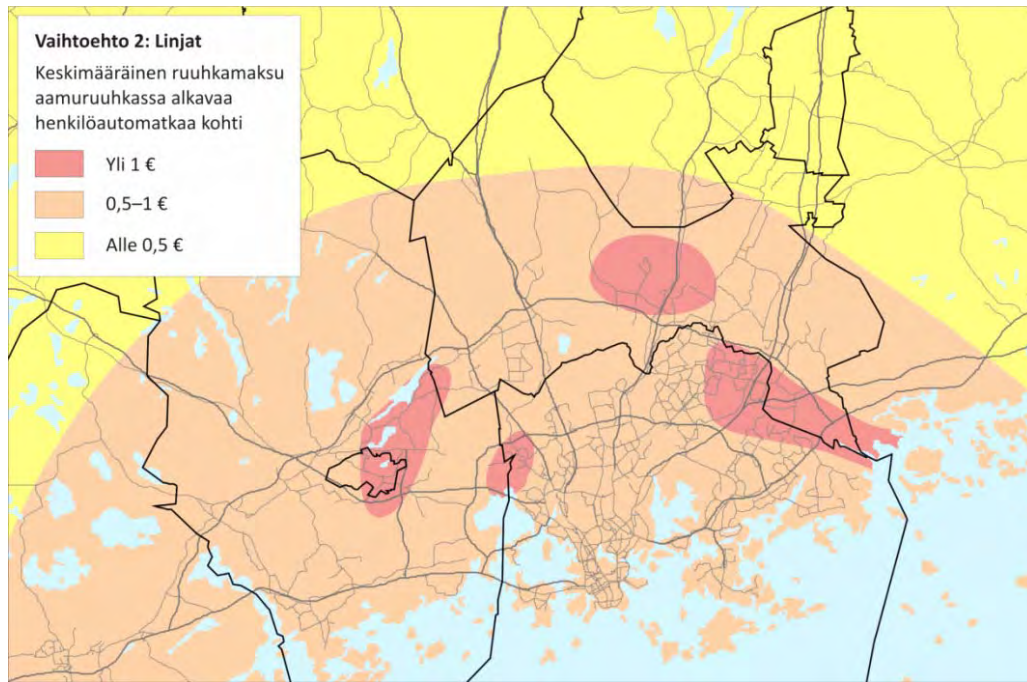 Vaihtoehto 2: Linjat
Keskimääräinen ruuhkamaksu
aamuruuhkassa alkavaa
henkilöautomatkaa kohti
Yli 1 €
0,5–1 €
Alle 0,5 €